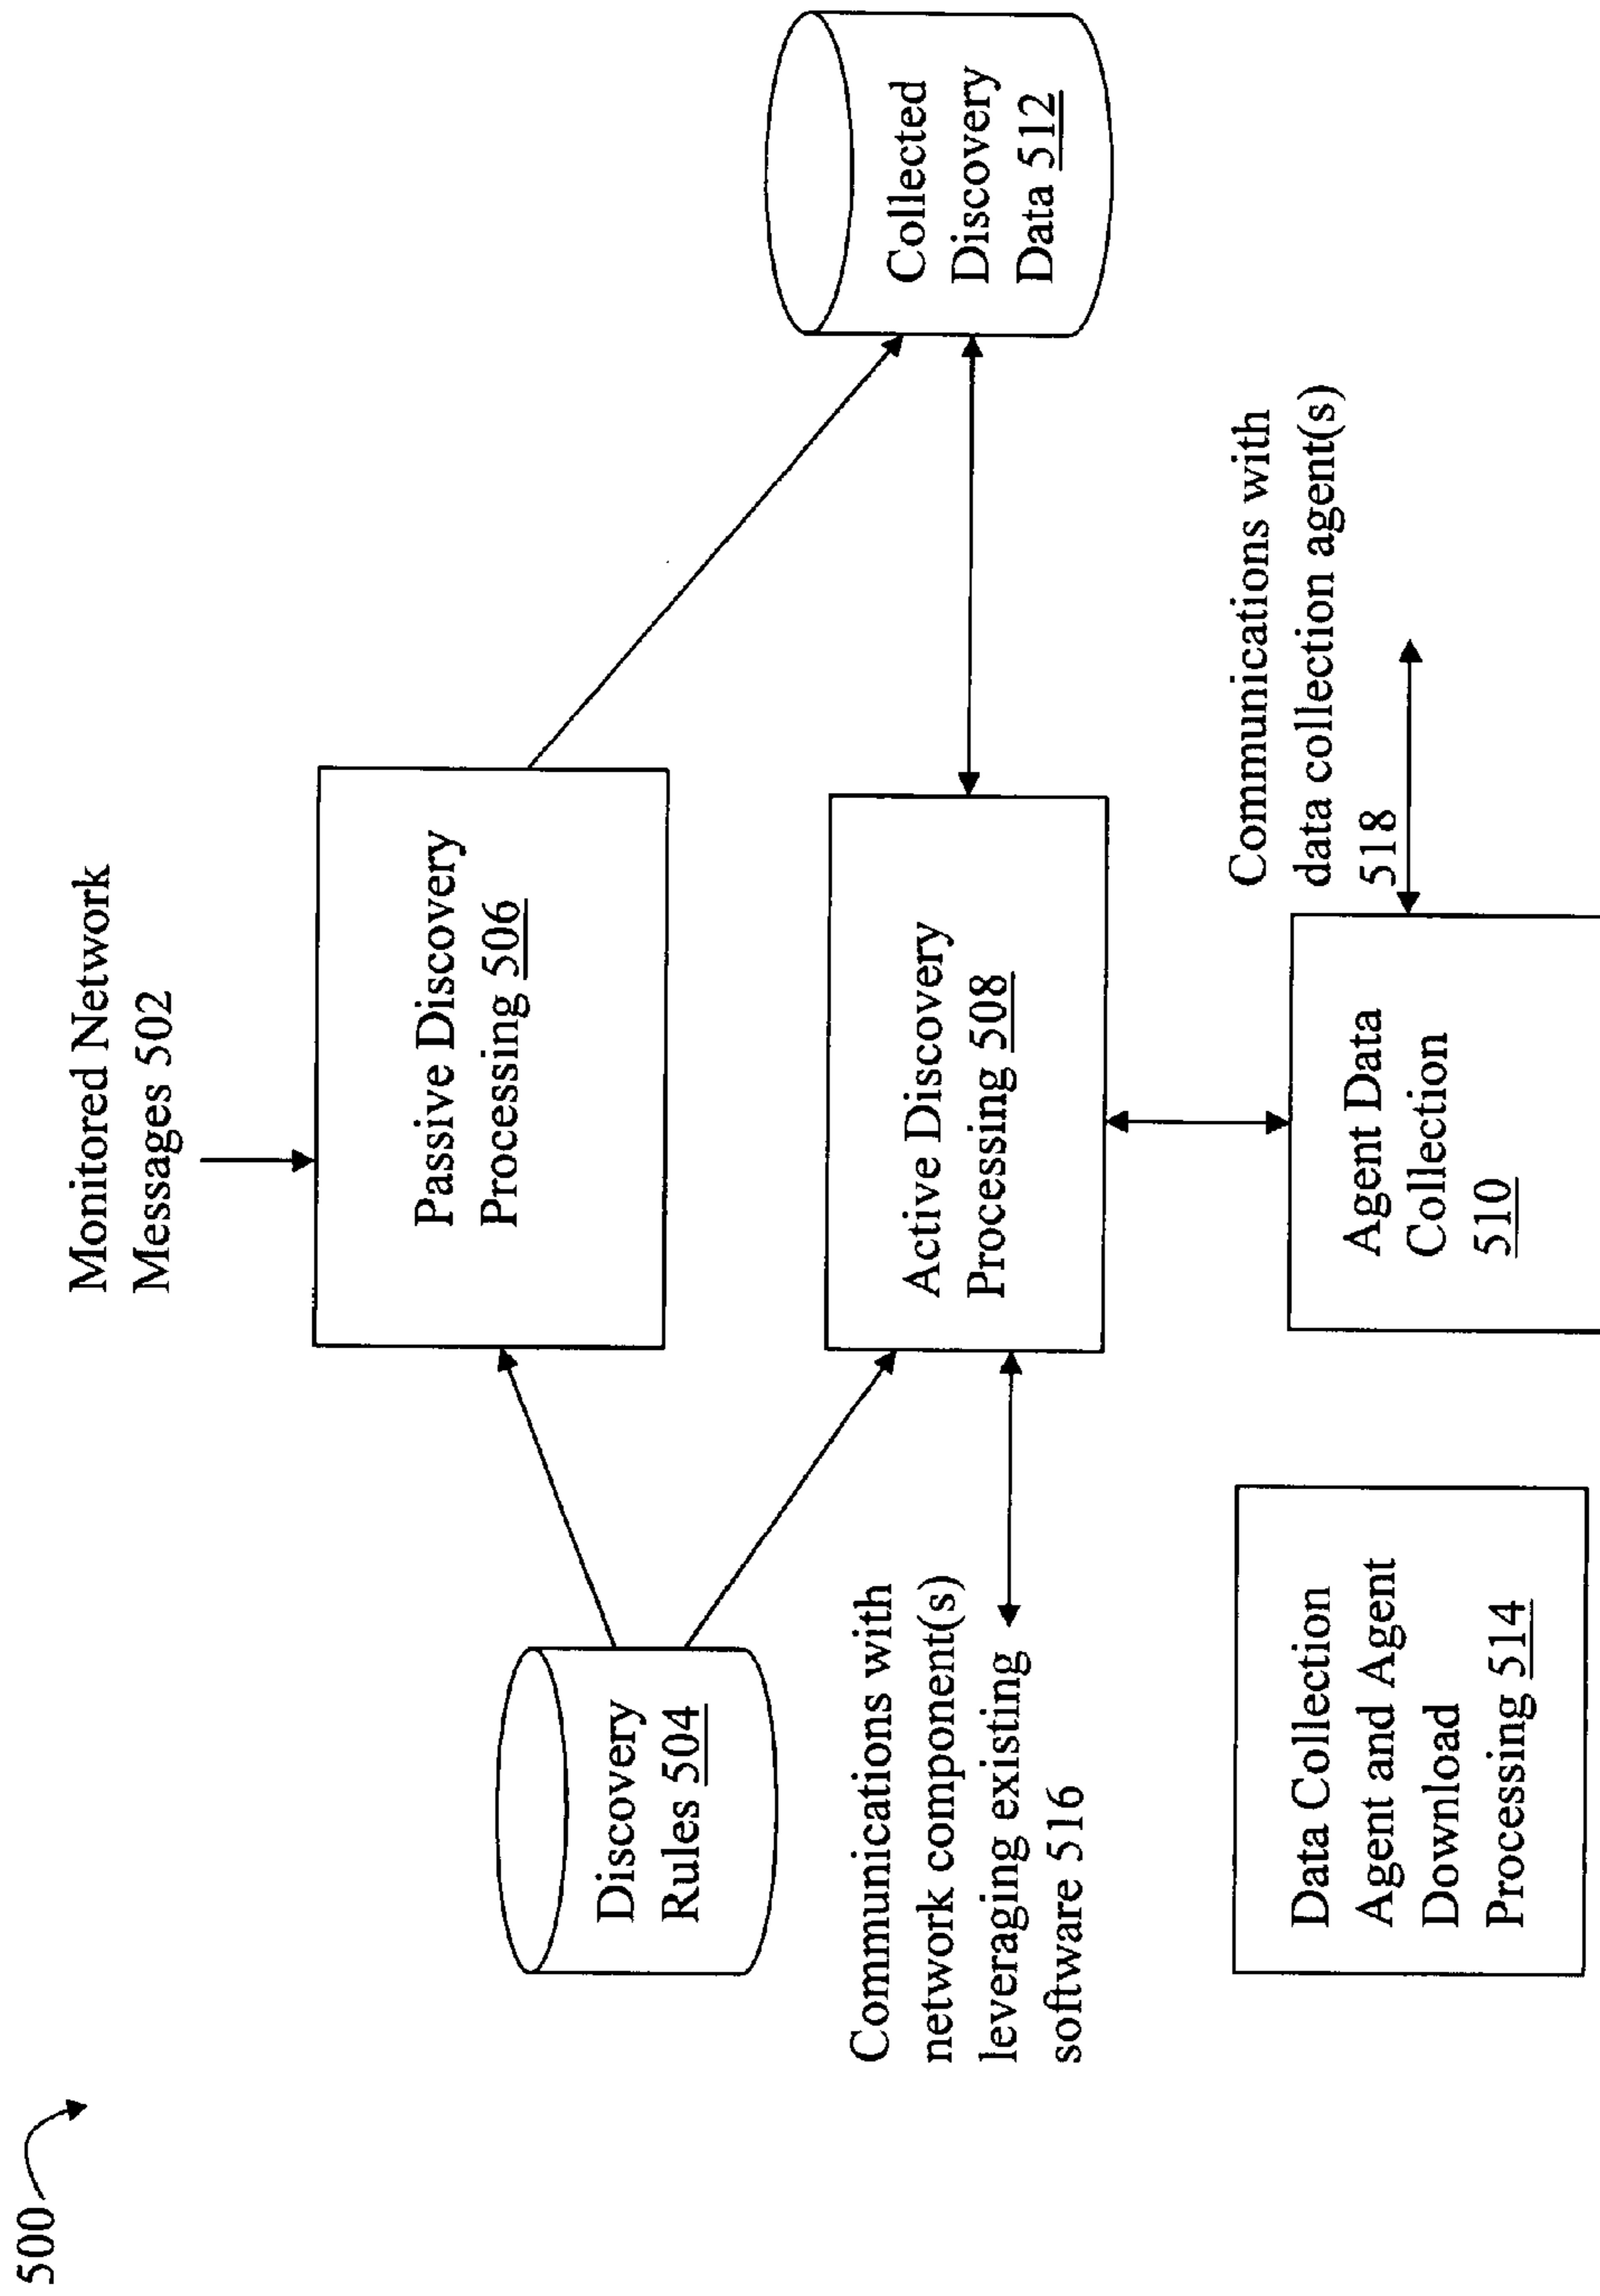 500
Monitored Network
Messages 502
Passive Discovery
Processing 506
Discovery
Rules 504
Collected
Discovery
Data 512
Communications with
network component(s)
leveraging existing
software 516
Active Discovery
Processing 508
Communications with
data collection agent(s)
518
Data Collection
Agent and Agent
Download
Processing 514
Agent Data
Collection
510